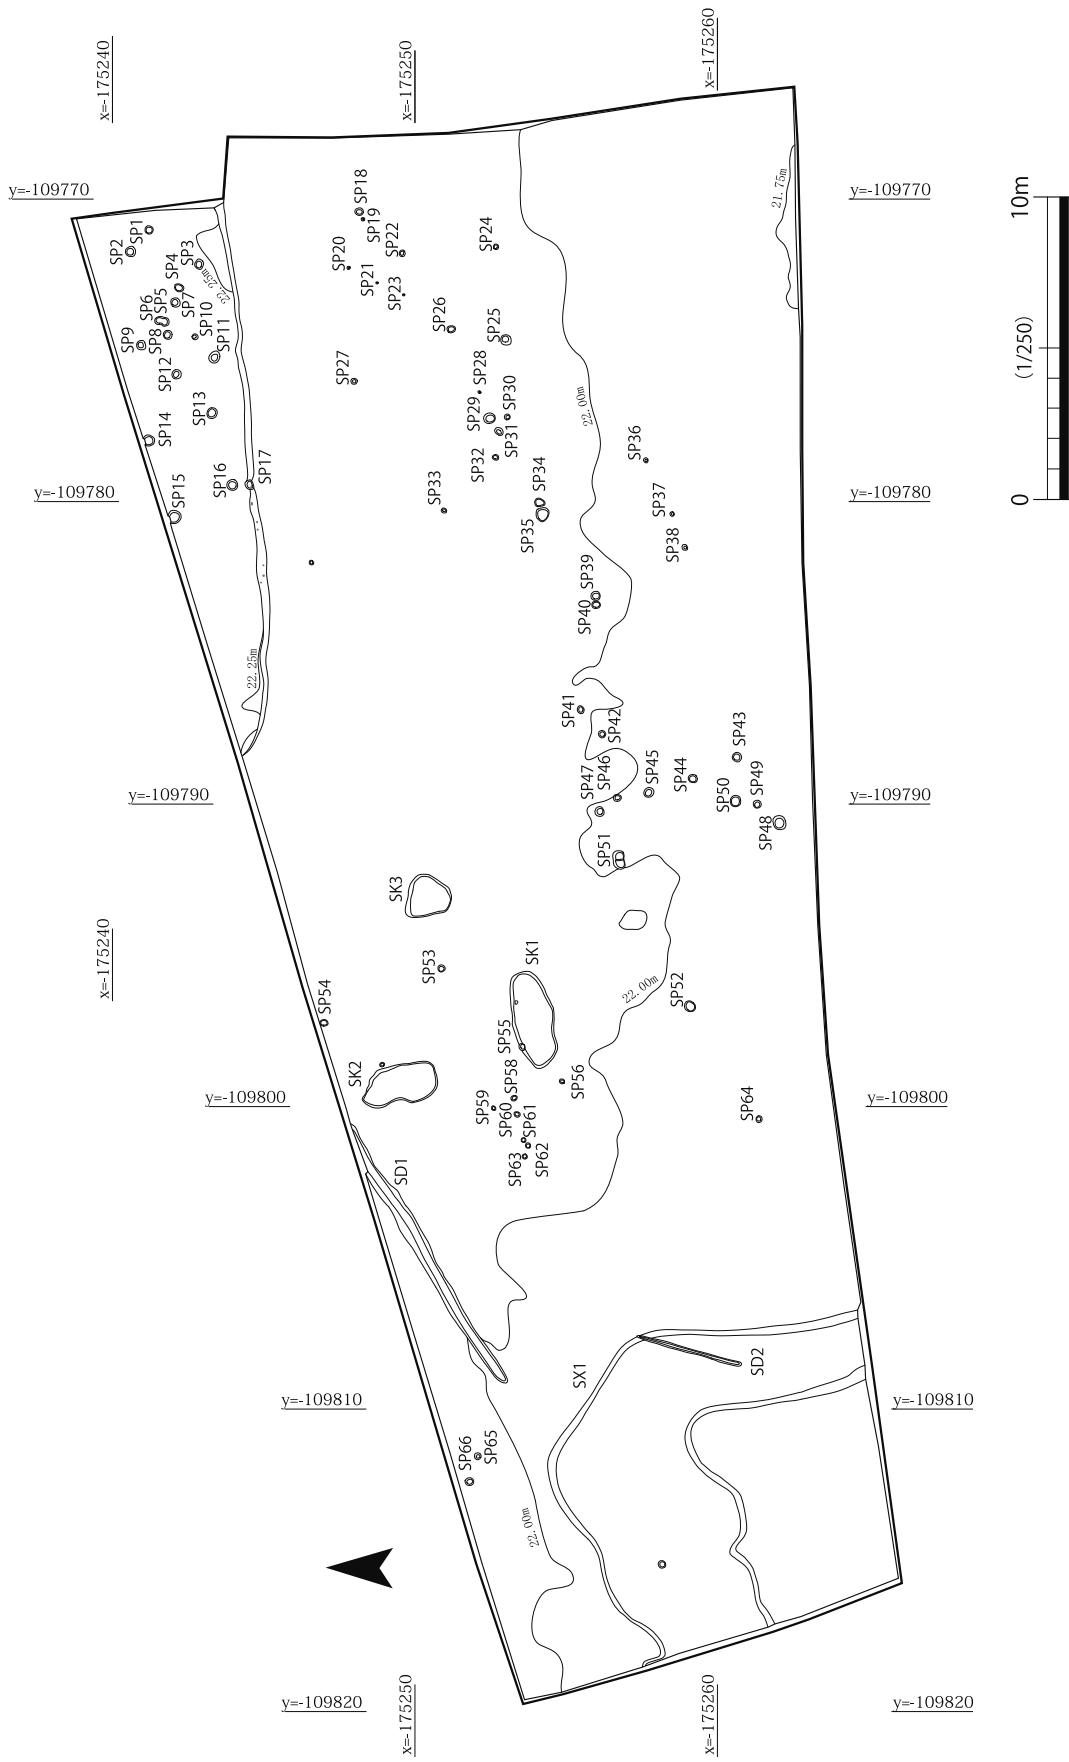 x=-175240
x=-175250
x=-175260
y=-109770
y=-109770
10m
(1/250)
0
21.75m
SP1
SP2
SP3
SP4
22.25m
SP5
SP6
SP7
SP8
SP9
SP10
SP11
SP12
SP13
SP14
SP15
SP16
SP17
SP18
SP19
SP20
SP21
SP22
SP23
SP24
SP25
SP26
SP27
SP28
SP29
SP30
SP31
SP32
SP33
SP34
SP35
22.00m
SP36
SP37
SP38
y=-109780
y=-109780
SP39
SP40
22.25m
SP41
SP42
SP43
SP44
SP45
SP46
SP47
SP48
SP49
SP50
SP51
y=-109790
y=-109790
SK3
x=-175240
SP53
SK1
22.00m
SP52
SP54
SP55
SK2
SP56
SP58
SP59
SP60
SP61
SP62
SP63
SP64
y=-109800
y=-109800
SD1
SX1
SD2
y=-109810
y=-109810
SP66
SP65
22.00m
y=-109820
x=-175250
x=-175260
y=-109820